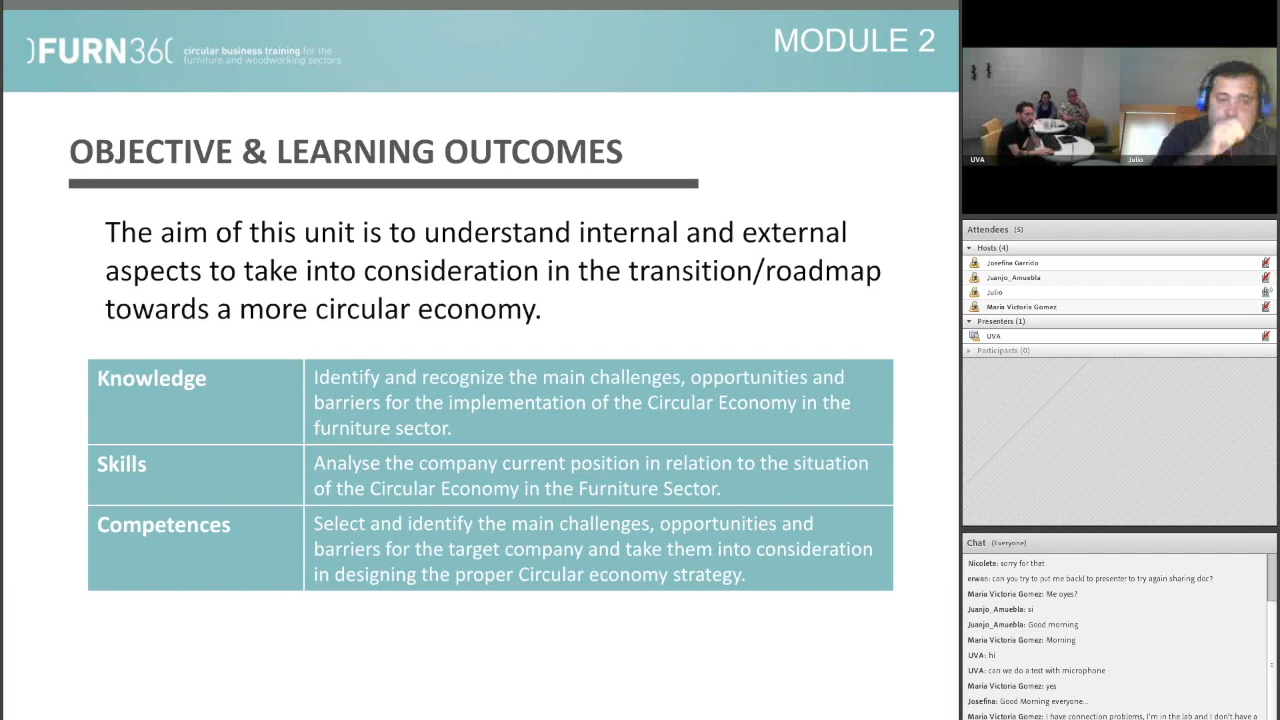 FURN360 circular business training for the
furniture and woodworking sectors
MODULE 2
OBJECTIVE & LEARNING OUTCOMES
The aim of this unit is to understand internal and external
aspects to take into consideration in the transition/roadmap
towards a more circular economy.
Knowledge
Identify and recognize the main challenges, opportunities and
barriers for the implementation of the Circular Economy in the
furniture sector.
Skills
Analyse the company current position in relation to the situation
of the Circular Economy in the Furniture Sector.
Competences
Select and identify the main challenges, opportunities and
barriers for the target company and take them into consideration
in designing the proper Circular economy strategy.
UVA
Julio
Attendees (5)
Hosts (4)
Josefina Garrido
Juanjo_Amuebla
Julio
Maria Victoria Gomez
Presenters (1)
UVA
Participants (0)
Chat (Everyone)
Nicoleta: sorry for that
erwan: can you try to put me backl to presenter to try again sharing doc?
Maria Victoria Gomez: Me oyes?
Juanjo_Amuebla: si
Juanjo_Amuebla: Good morning
Maria Victoria Gomez: Morning
UVA: hi
UVA: can we do a test with microphone
Maria Victoria Gomez: yes
Josefina: Good Morning everyone...
Maria Victoria Gomez: I have connection problems, I'm in the lab and I don't have a